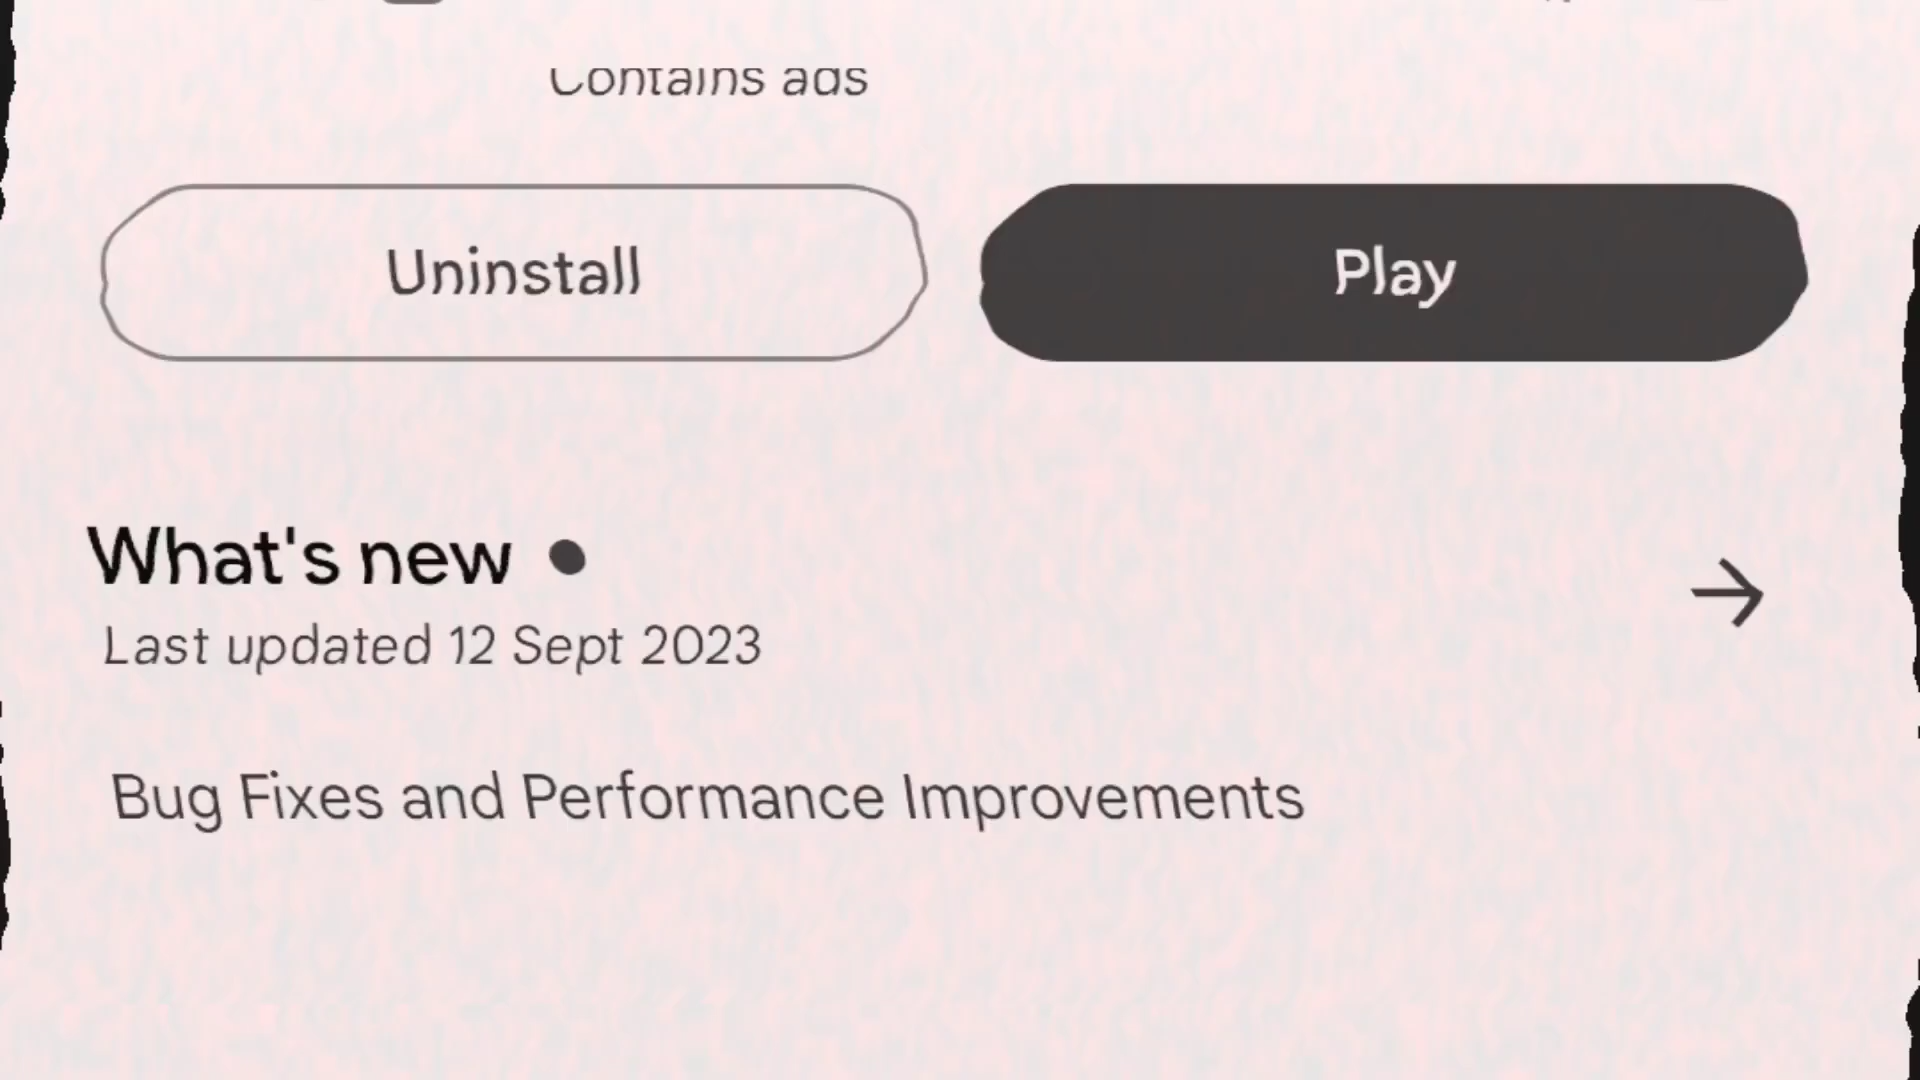 Contains ads
Uninstall
Play
What's new
Last updated 12 Sept 2023
Bug Fixes and Performance Improvements